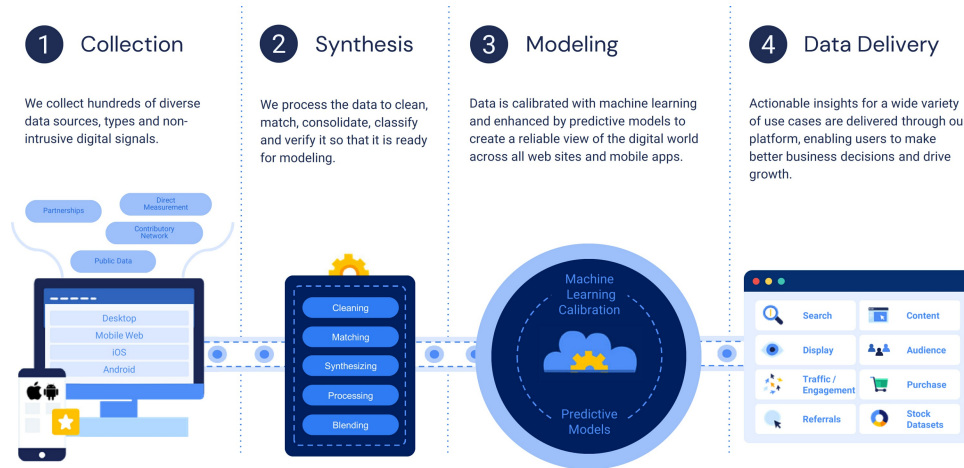 1 Collection
We collect hundreds of diverse
data sources, types and non-
intrusive digital signals.
Partnerships
Direct
Measurement
Contributory
Network
Public Data
Desktop
Mobile Web
iOS
Android
2 Synthesis
We process the data to clean,
match, consolidate, classify
and verify it so that it is ready
for modeling.
Cleaning
Matching
Synthesizing
Processing
Blending
3 Modeling
Data is calibrated with machine learning
and enhanced by predictive models to
create a reliable view of the digital world
across all web sites and mobile apps.
Machine
Learning
Calibration
Predictive
Models
4 Data Delivery
Actionable insights for a wide variety
of use cases are delivered through ou
platform, enabling users to make
better business decisions and drive
growth.
Search
Content
Display
Audience
Traffic /
Engagement
Purchase
Referrals
Stock
Datasets